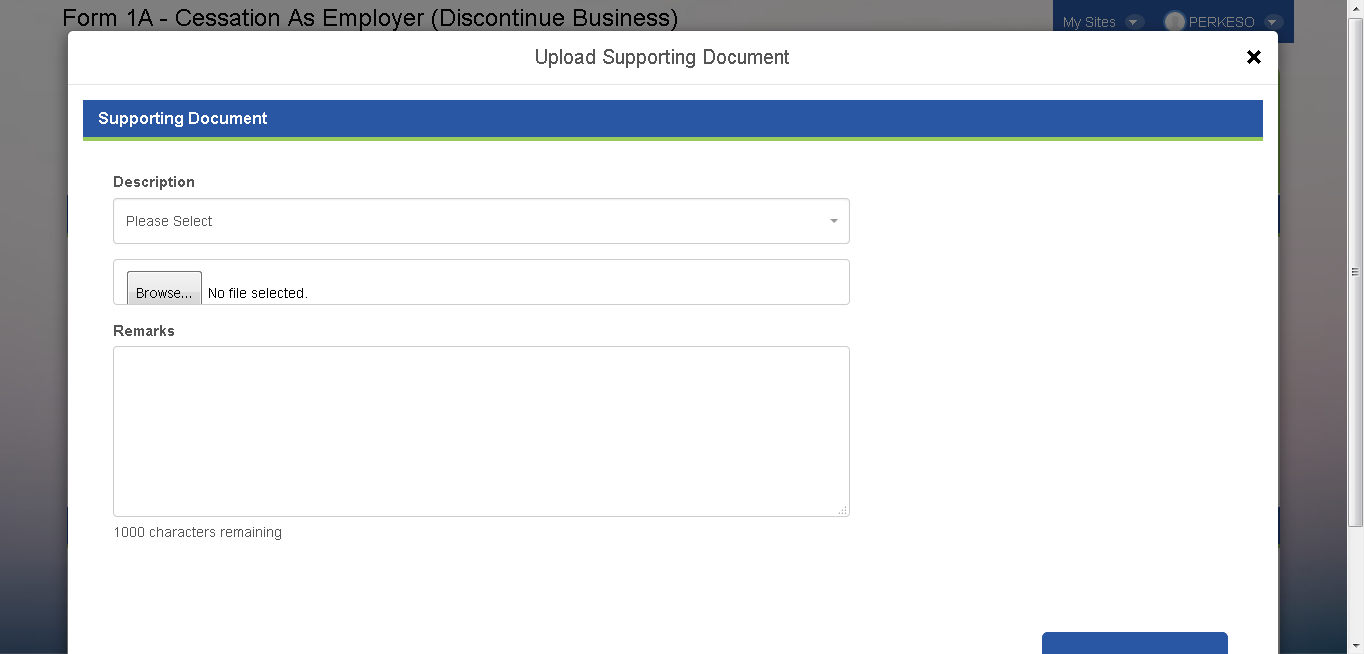 Form 1A - Cessation As Employer (Discontinue Business)
My Sites PERKESO
Upload Supporting Document
Supporting Document
Description
Please Select
Browse... No file selected.
Remarks
1000 characters remaining